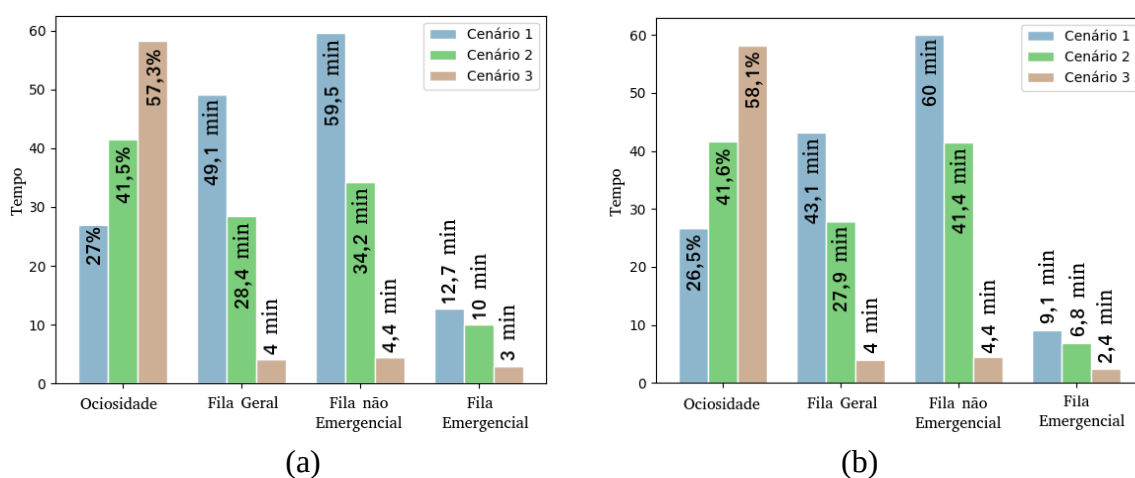 60
50
40
30
20
10
0
Tempo
27%
41,5%
57,3%
49,1 min
28,4 min
4 min
59,5 min
34,2 min
4,4 min
12,7 min
10 min
3 min
Cenário 1
Cenário 2
Cenário 3
Ociosidade
Fila Geral
Fila não
Emergencial
Fila
Emergencial
(a)
60
50
40
30
20
10
0
Tempo
26,5%
41,6%
58,1%
43,1 min
27,9 min
4 min
60 min
41,4 min
4,4 min
9,1 min
6,8 min
2,4 min
Cenário 1
Cenário 2
Cenário 3
Ociosidade
Fila Geral
Fila não
Emergencial
Fila
Emergencial
(b)